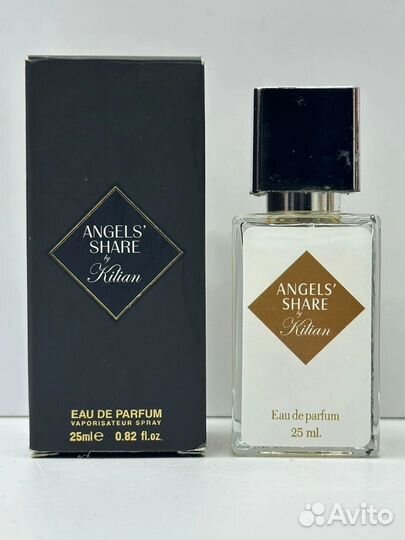 ANGELS'
SHARE
by
Kilian
EAU DE PARFUM
VAPORISATEUR SPRAY
25ml e 0.82 fl.oz.
ANGELS'
SHARE
by
Kilian
Eau de parfum
25 ml.
Avito